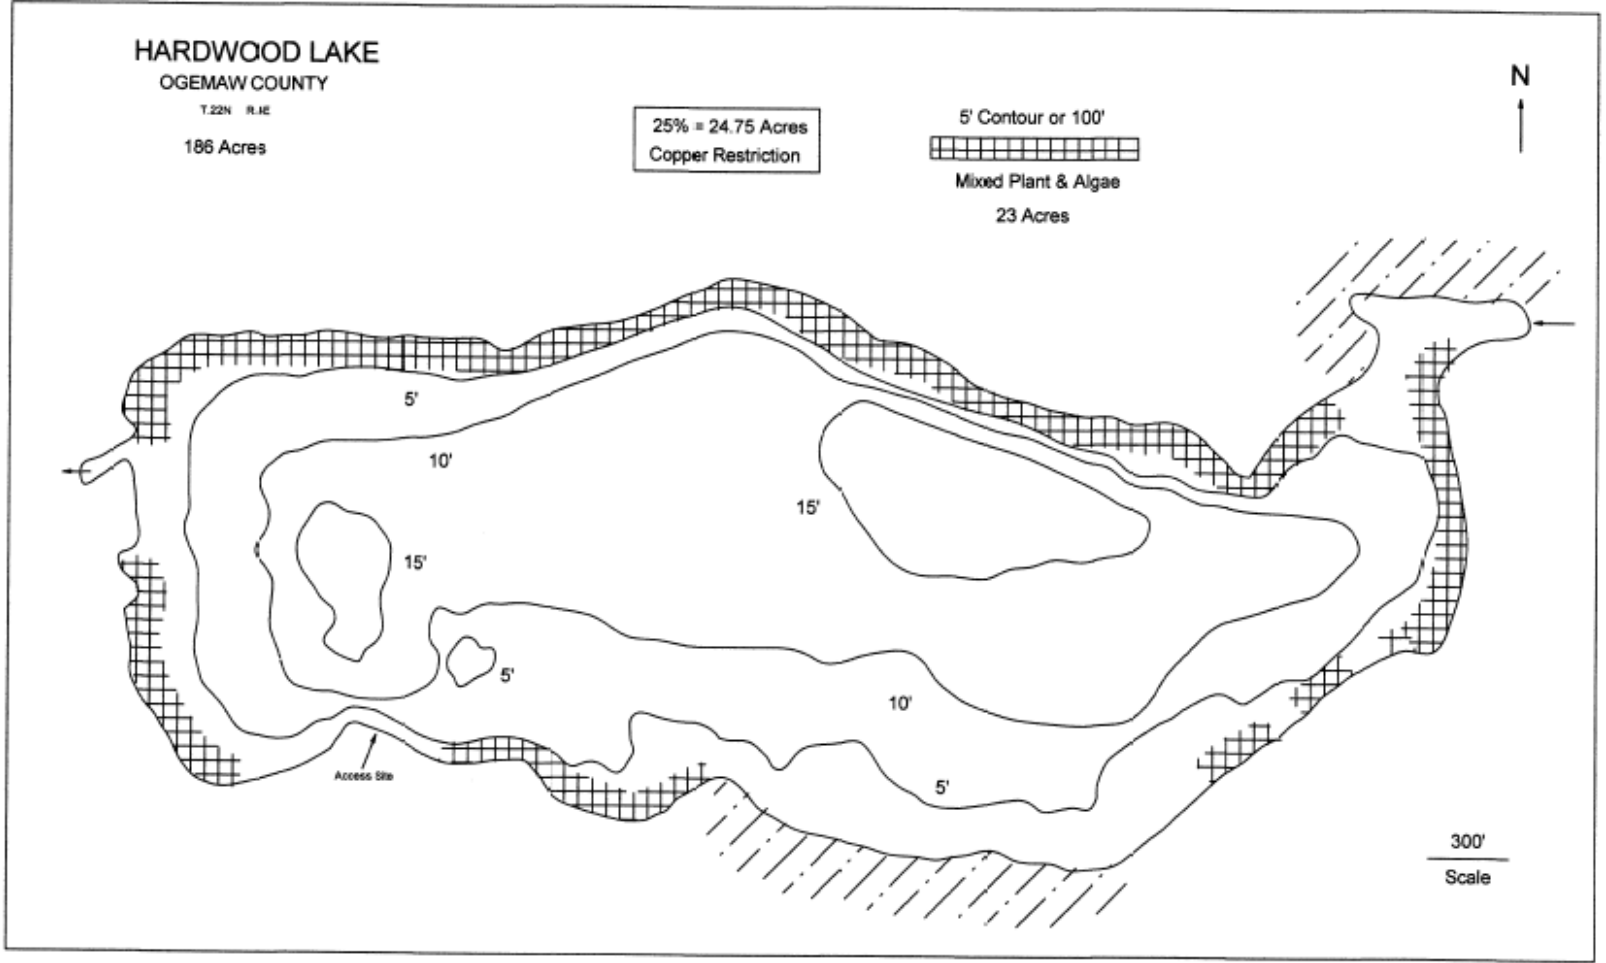 HARDWOOD LAKE
OGEMAW COUNTY
T.22N
186 Acres
25% = 24.75 Acres
Copper Restriction
5' Contour or 100'
Mixed Plant & Algae
23 Acres
N
5'
10'
15'
15'
5'
10'
5'
Access Site
300'
Scale